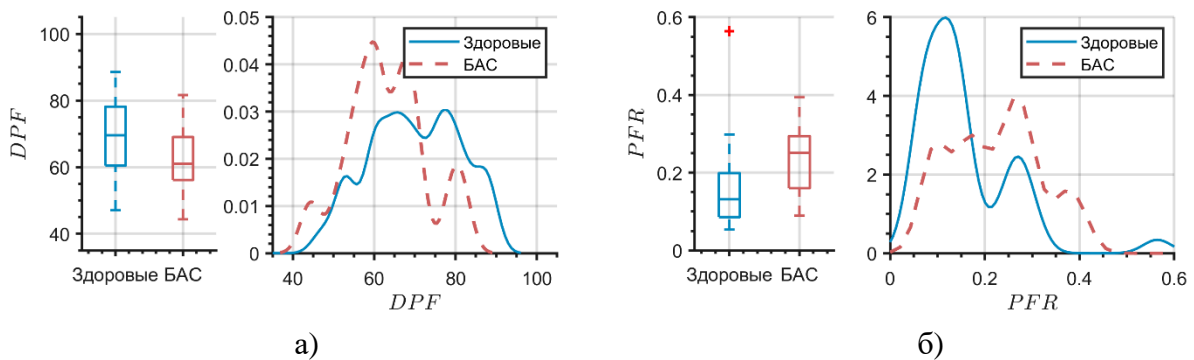 DPF
100
80
60
40
Здоровые БАС
0.05
0.04
0.03
0.02
0.01
0
40 60 80 100
DPF
Здоровые
БАС
а)
PFR
0.6
0.4
0.2
0
Здоровые БАС
6
4
2
0
0 0.2 0.4 0.6
PFR
Здоровые
БАС
б)